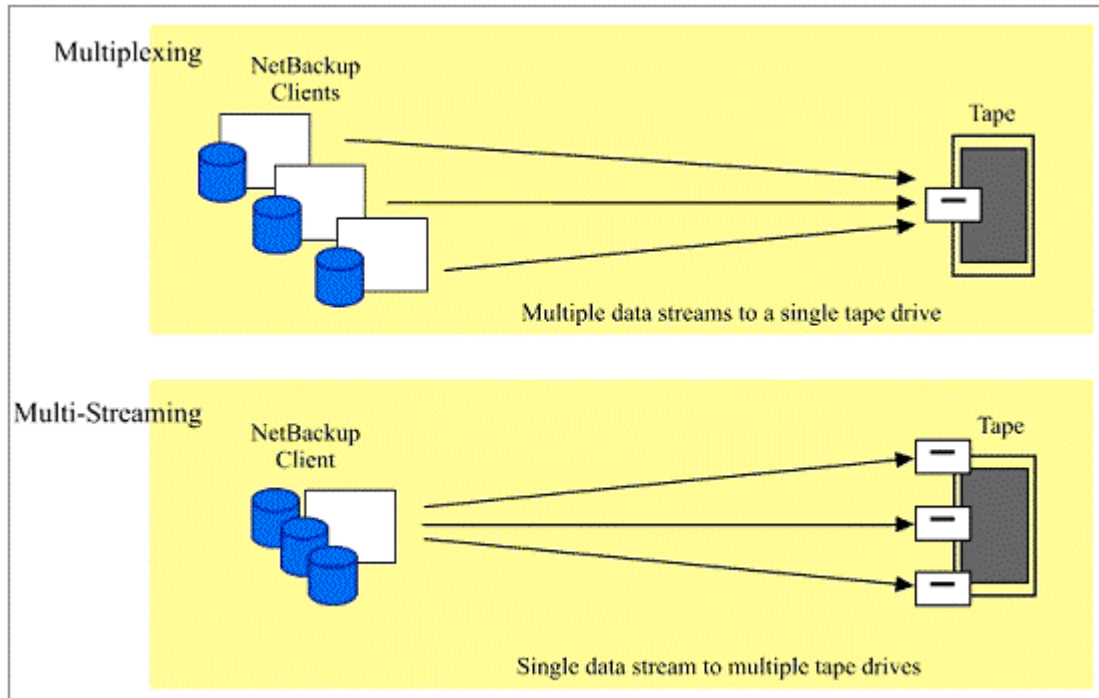 Multiplexing
NetBackup
Clients
Tape
Multiple data streams to a single tape drive
Multi-Streaming
NetBackup
Client
Tape
Single data stream to multiple tape drives